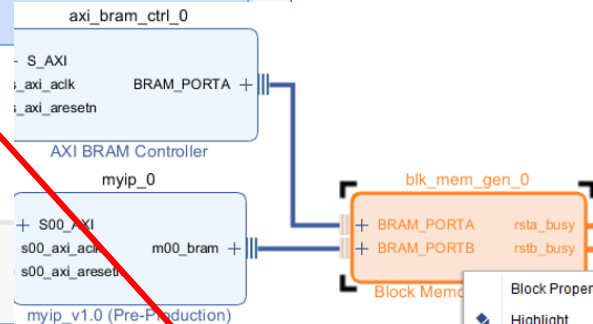 axi_bram_ctrl_0
S_AXI
s_axi_aclk
BRAM_PORTA
s_axi_aresetn
AXI BRAM Controller
myip_0
S00_AXI
s00_axi_aclk
m00_bram
s00_axi_aresetn
myip_v1.0 (Pre-Production)
blk_mem_gen_0
BRAM_PORTA
rsta_busy
BRAM_PORTB
rstb_busy
Block Memo
Block Proper
Highlight